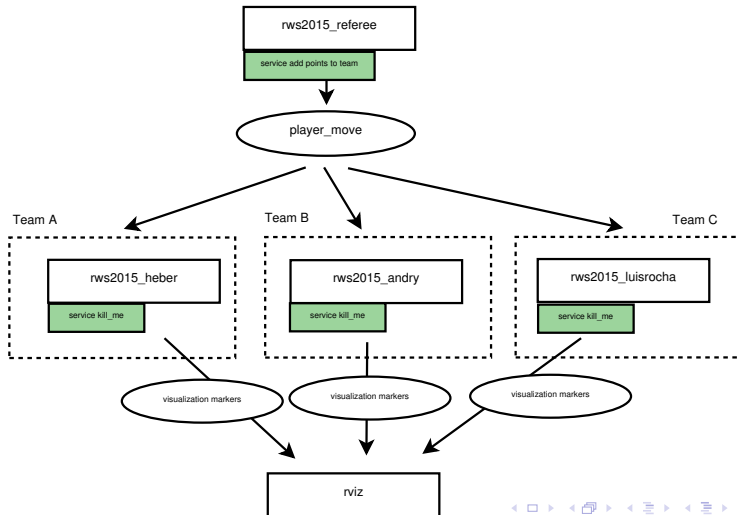 rws2015_referee
service add points to team
player_move
Team A
Team B
Team C
rws2015_heber
rws2015_andry
rws2015_luisrocha
service kill_me
service kill_me
service kill_me
visualization markers
visualization markers
visualization markers
rviz